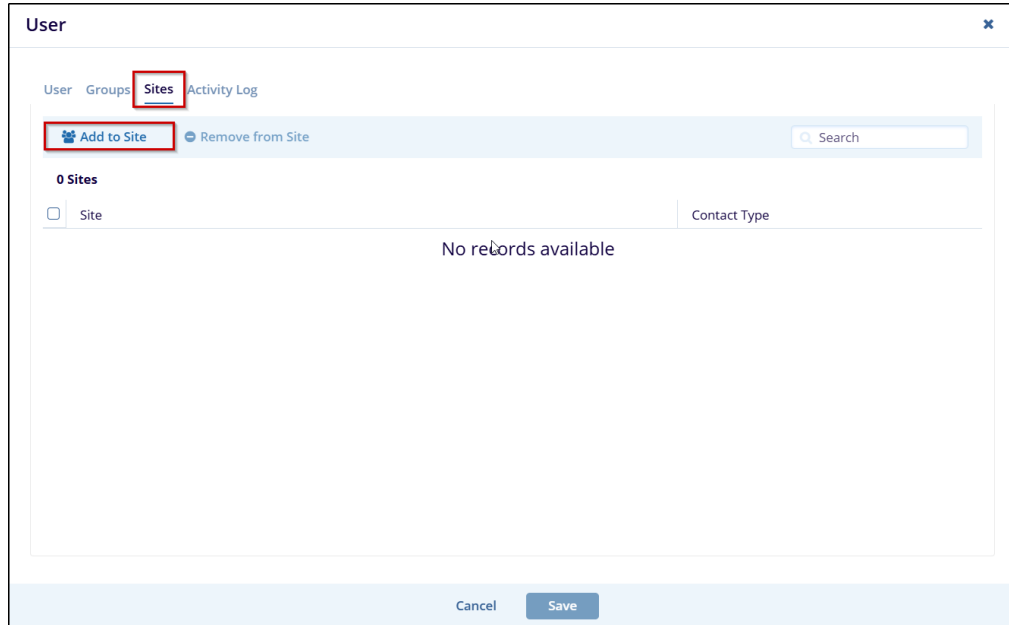 User
User Groups Sites Activity Log
Add to Site Remove from Site Search
0 Sites
Site Contact Type
No records available
Cancel Save